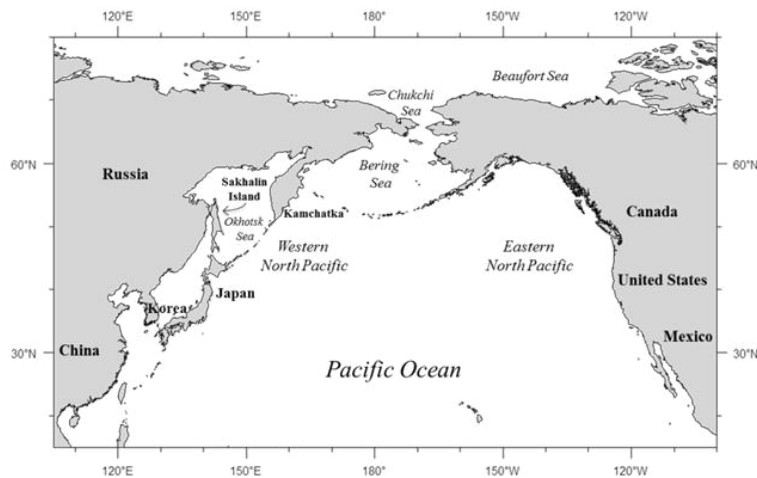 120°E 150°E 180° 150°W 120°W
Beaufort Sea
Chukchi
Sea
60°N 60°N
Bering
Sea
Russia
Sakhalin
Island
Kamchatka
Okhotsk
Sea
Canada
Western
North Pacific
Eastern
North Pacific
United States
Japan
Korea
Mexico
China
30°N 30°N
Pacific Ocean
120°E 150°E 180° 150°W 120°W